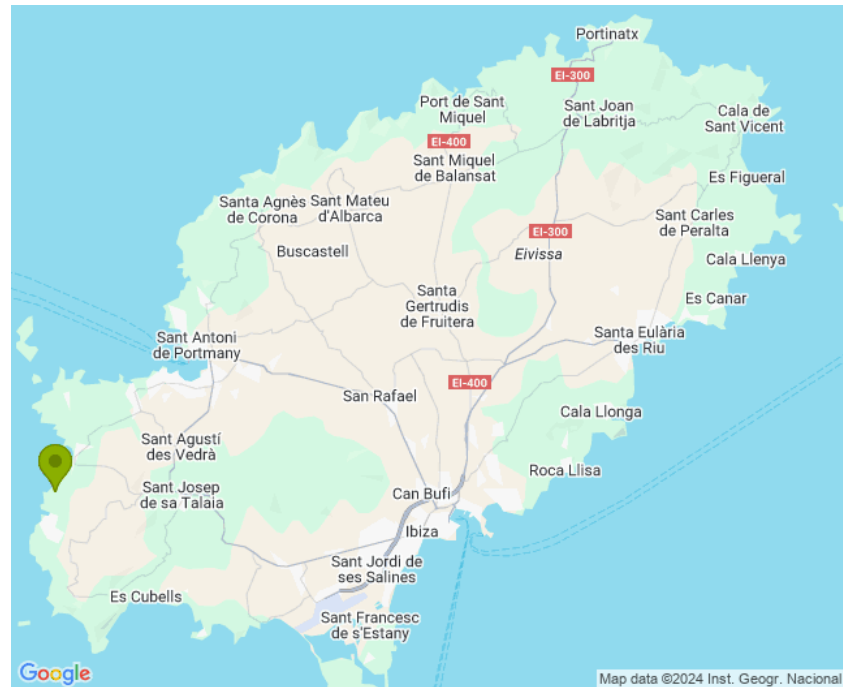 Portinatx
EI-300
Port de Sant
Miquel
Sant Joan
de Labritja
Cala de
Sant Vicent
EI-400
Sant Miquel
de Balansat
Es Figueral
Santa Agnès
de Corona
Sant Mateu
d'Albarca
Sant Carles
de Peralta
EI-300
Buscastell
Eivissa
Cala Llenya
Santa
Gertrudis
de Fruitera
Es Canar
Sant Antoni
de Portmany
Santa Eulària
des Riu
EI-400
San Rafael
Cala Llonga
Sant Agustí
des Vedrà
Roca Llisa
Sant Josep
de sa Talaia
Can Bufi
Ibiza
Sant Jordi de
ses Salines
Es Cubells
Sant Francesc
de s'Estany
Google
Map data ©2024 Inst. Geogr. Nacional